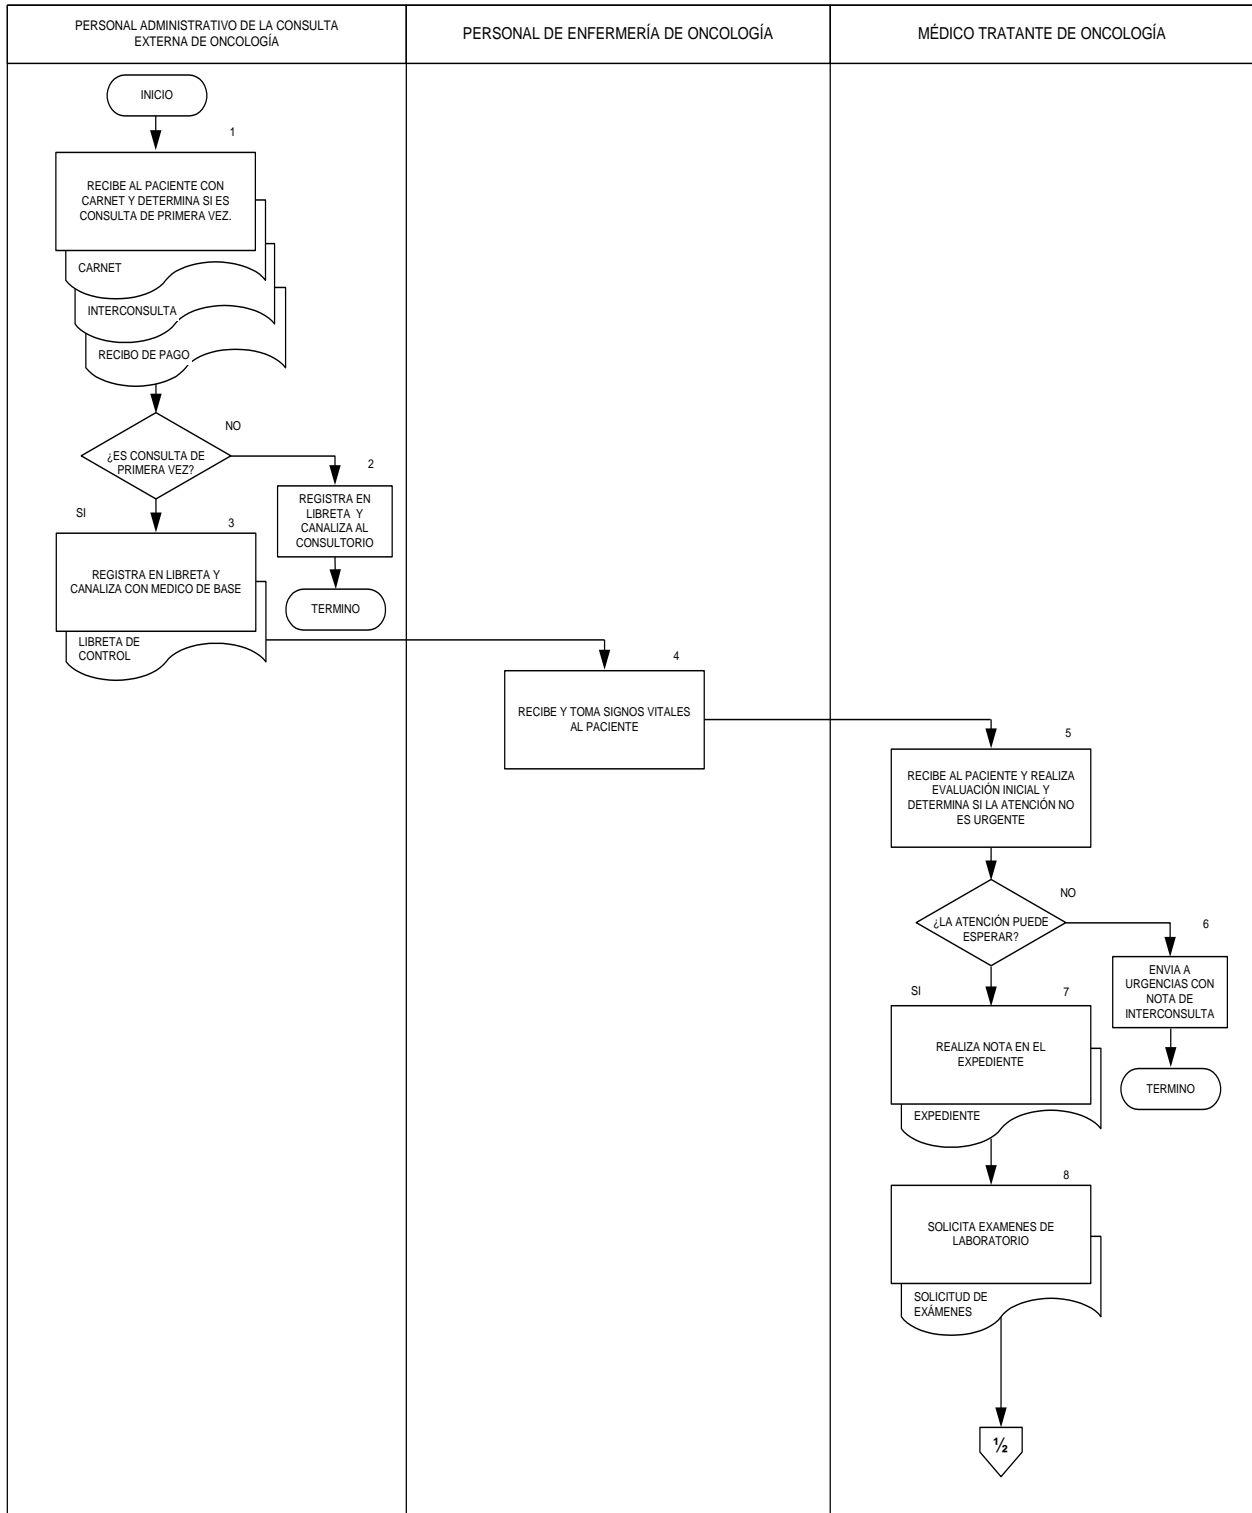 PERSONAL ADMINISTRATIVO DE LA CONSULTA
EXTERNA DE ONCOLOGÍA
PERSONAL DE ENFERMERÍA DE ONCOLOGÍA
MÉDICO TRATANTE DE ONCOLOGÍA
INICIO
1
RECIBE AL PACIENTE CON
CARNET Y DETERMINA SI ES
CONSULTA DE PRIMERA VEZ.
CARNET
INTERCONSULTA
RECIBO DE PAGO
NO
¿ES CONSULTA DE
PRIMERA VEZ?
2
REGISTRA EN
LIBRETA Y
CANALIZA AL
CONSULTORIO
TERMINO
SI
3
REGISTRA EN LIBRETA Y
CANALIZA CON MEDICO DE BASE
LIBRETA DE
CONTROL
4
RECIBE Y TOMA SIGNOS VITALES
AL PACIENTE
5
RECIBE AL PACIENTE Y REALIZA
EVALUACIÓN INICIAL Y
DETERMINA SI LA ATENCIÓN NO
ES URGENTE
NO
¿LA ATENCIÓN PUEDE
ESPERAR?
6
ENVIA A
URGENCIAS CON
NOTA DE
INTERCONSULTA
TERMINO
SI
7
REALIZA NOTA EN EL
EXPEDIENTE
EXPEDIENTE
8
SOLICITA EXAMENES DE
LABORATORIO
SOLICITUD DE
EXÁMENES
½